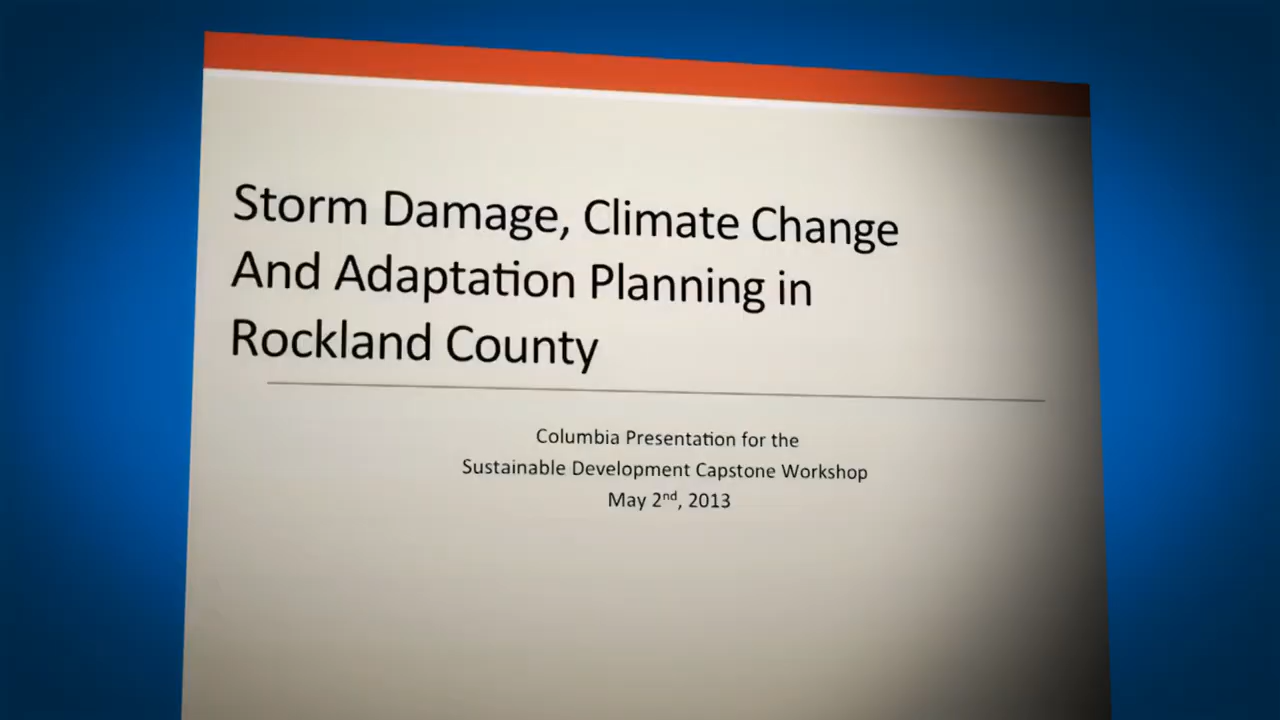 Storm Damage, Climate Change
And Adaptation Planning in
Rockland County
Columbia Presentation for the
Sustainable Development Capstone Workshop
May 2nd, 2013